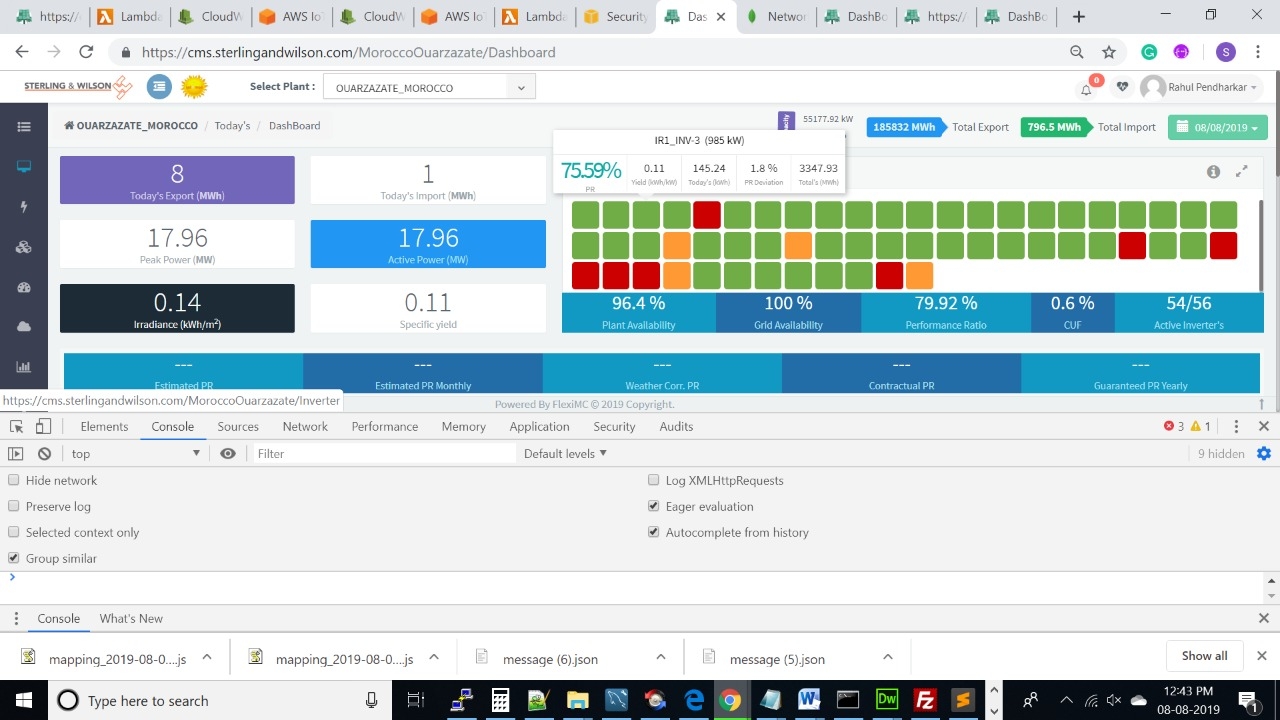 https:/
Lambda
CloudW
AWS IoT
CloudW
AWS IoT
Lambda
Security
Das
Networ
DashBo
https:/
DashBo
https://cms.sterlingandwilson.com/MoroccoOuarzazate/Dashboard
S
STERLING & WILSON
Select Plant :
OUARZAZATE_MOROCCO
0
Rahul Pendharkar
OUARZAZATE_MOROCCO / Today's / DashBoard
55177.92 kW
185832 MWh
Total Export
796.5 MWh
Total Import
08/08/2019
IR1_INV-3 (985 kW)
75.59%
PR
0.11
Yield (kWh/kW)
145.24
Today's (kWh)
1.8 %
PR Deviation
3347.93
Total's (MWh)
8
Today's Export (MWh)
1
Today's Import (MWh)
17.96
Peak Power (MW)
17.96
Active Power (MW)
0.14
Irradiance (kWh/m²)
0.11
Specific yield
96.4 %
Plant Availability
100 %
Grid Availability
79.92 %
Performance Ratio
0.6 %
CUF
54/56
Active Inverter's
---
Estimated PR
---
Estimated PR Monthly
---
Weather Corr. PR
---
Contractual PR
---
Guaranteed PR Yearly
https://cms.sterlingandwilson.com/MoroccoOuarzazate/Inverter
Powered By FlexiMC © 2019 Copyright.
Elements Console Sources Network Performance Memory Application Security Audits
3 1
top
Filter
Default levels ▼
9 hidden
Hide network
Log XMLHttpRequests
Preserve log
Eager evaluation
Selected context only
Autocomplete from history
Group similar
Console What's New
mapping_2019-08-0....js
mapping_2019-08-0....js
message (6).json
message (5).json
Show all
Type here to search
Dw
12:43 PM
08-08-2019
1